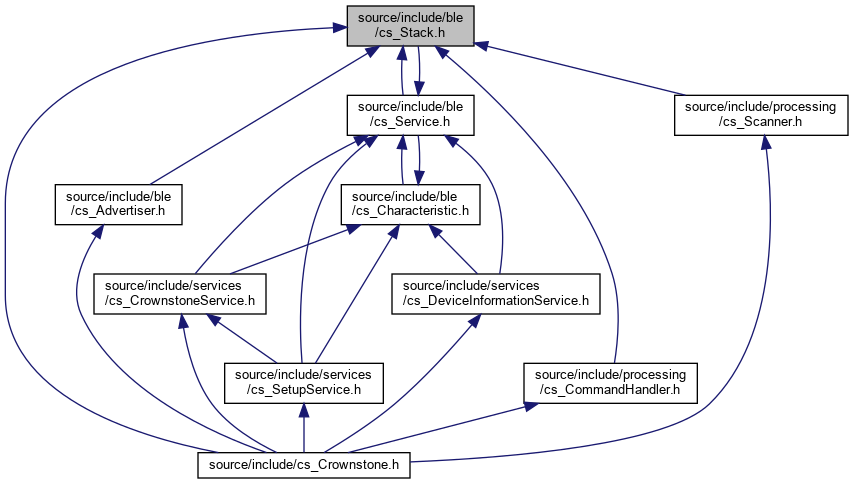 source/include/ble
/cs_Stack.h
source/include/ble
/cs_Service.h
source/include/processing
/cs_Scanner.h
source/include/ble
/cs_Advertiser.h
source/include/ble
/cs_Characteristic.h
source/include/services
/cs_CrownstoneService.h
source/include/services
/cs_DeviceInformationService.h
source/include/services
/cs_SetupService.h
source/include/processing
/cs_CommandHandler.h
source/include/cs_Crownstone.h